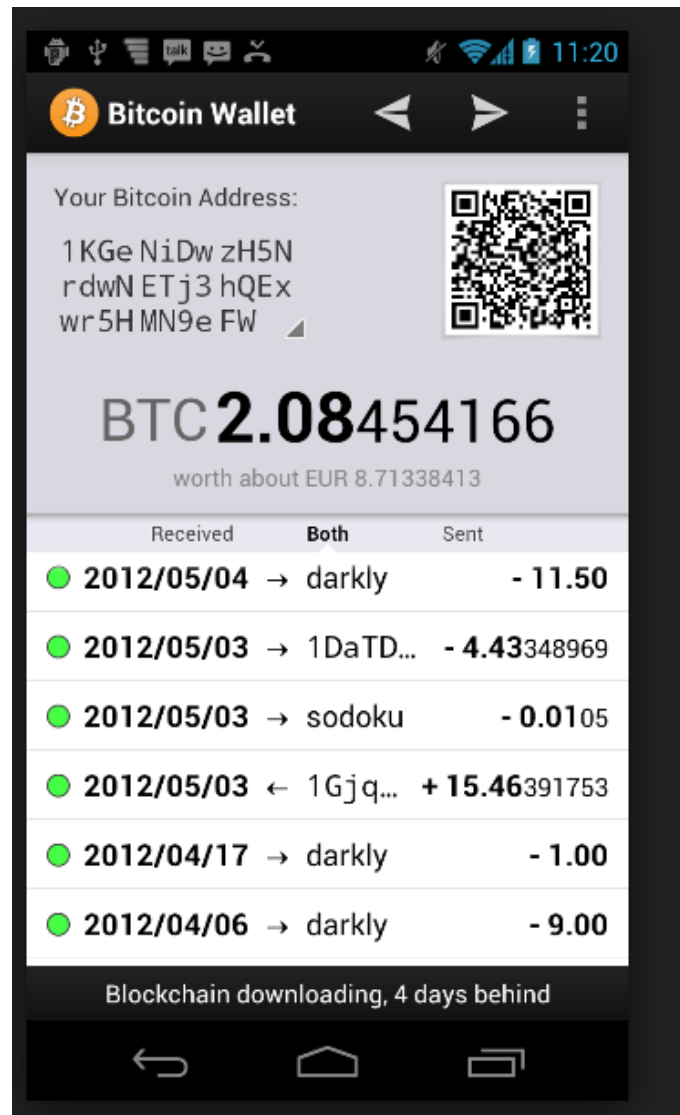 talk 11:20
Bitcoin Wallet
Your Bitcoin Address:
1KGe NiDw zH5N
rdwN ETj3 hQEx
wr5H MN9e FW
BTC 2.08454166
worth about EUR 8.71338413
Received Both Sent
2012/05/04 → darkly - 11.50
2012/05/03 → 1DaTD... - 4.43348969
2012/05/03 → sodoku - 0.0105
2012/05/03 ← 1Gjq... + 15.46391753
2012/04/17 → darkly - 1.00
2012/04/06 → darkly - 9.00
Blockchain downloading, 4 days behind